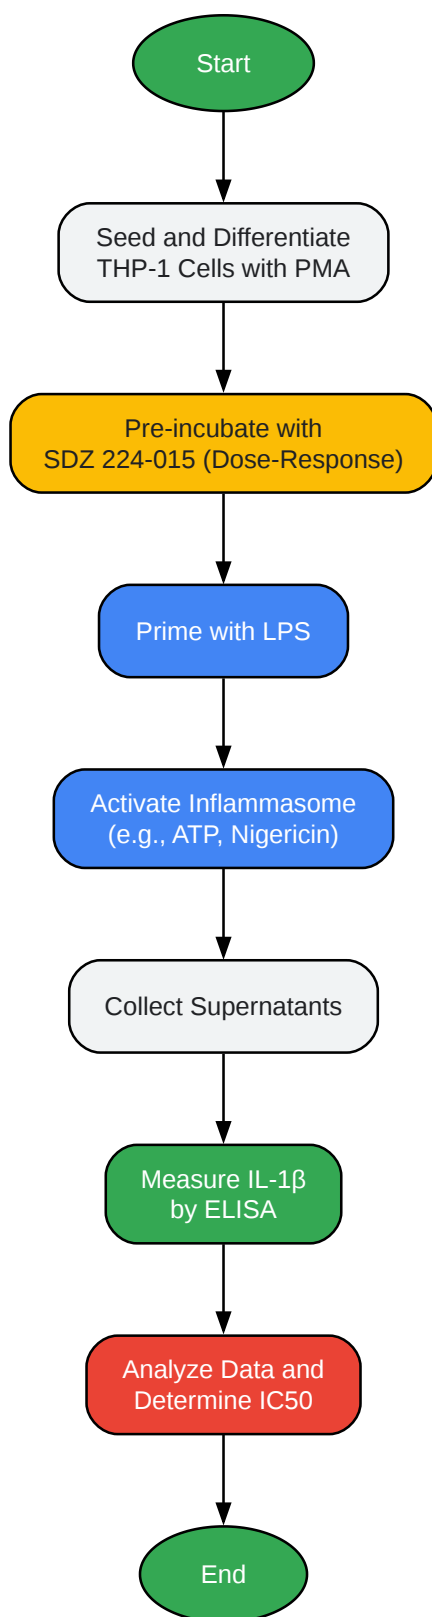 Start
Seed and Differentiate
THP-1 Cells with PMA
Pre-incubate with
SDZ 224-015 (Dose-Response)
Prime with LPS
Activate Inflammasome
(e.g., ATP, Nigericin)
Collect Supernatants
Measure IL-1β
by ELISA
Analyze Data and
Determine IC50
End